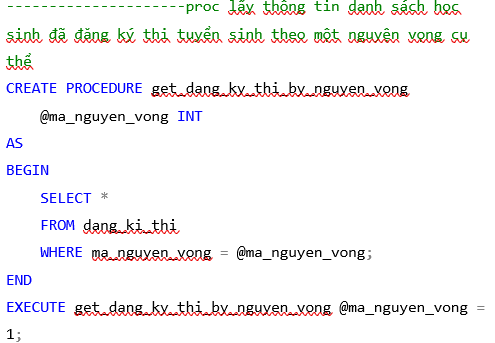 ---------------------proc lấy thông tin danh sách học
sinh đã đăng ký thi tuyển sinh theo một nguyện vọng cụ
thể
CREATE PROCEDURE get_dang_ky_thi_by_nguyen_vong
@ma_nguyen_vong INT
AS
BEGIN
SELECT *
FROM dang_ki_thi
WHERE ma_nguyen_vong = @ma_nguyen_vong;
END
EXECUTE get_dang_ky_thi_by_nguyen_vong @ma_nguyen_vong =
1;